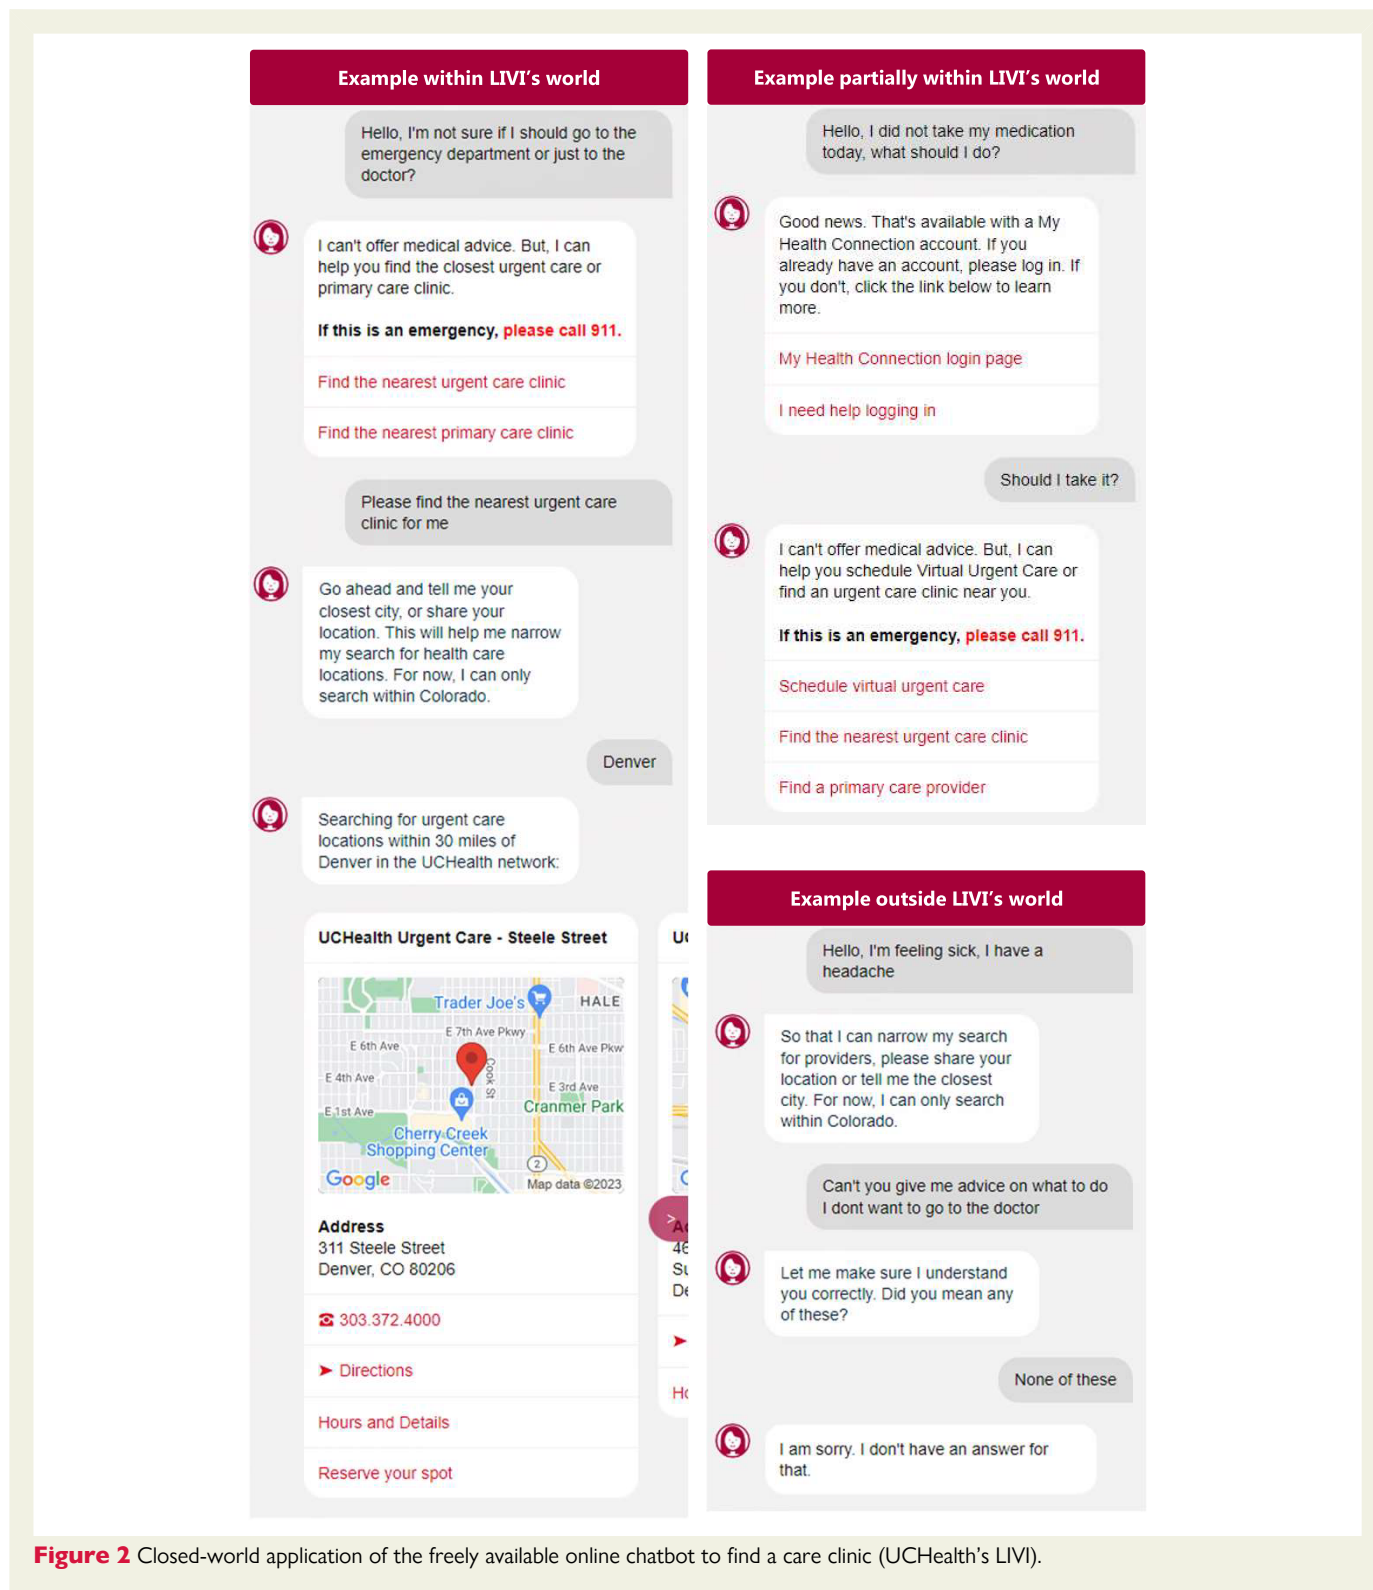 Example within LIVI's world
Hello, I'm not sure if I should go to the
emergency department or just to the
doctor?
I can't offer medical advice. But, I can
help you find the closest urgent care or
primary care clinic.
If this is an emergency, please call 911.
Find the nearest urgent care clinic
Find the nearest primary care clinic
Please find the nearest urgent care
clinic for me
Go ahead and tell me your
closest city, or share your
location. This will help me narrow
my search for health care
locations. For now, I can only
search within Colorado.
Denver
Searching for urgent care
locations within 30 miles of
Denver in the UCHealth network:
UCHealth Urgent Care - Steele Street
Trader Joe's
HALE
E 7th Ave Pkwy
E 6th Ave
E 6th Ave Pkw
Cook St
E 4th Ave
E 3rd Ave
E 1st Ave
Cranmer Park
Cherry Creek
Shopping Center
2
Google
Map data ©2023
Address
311 Steele Street
Denver, CO 80206
303.372.4000
Directions
Hours and Details
Reserve your spot
>
46
Example partially within LIVI's world
Hello, I did not take my medication
today, what should I do?
Good news. That's available with a My
Health Connection account. If you
already have an account, please log in. If
you don't, click the link below to learn
more.
My Health Connection login page
I need help logging in
Should I take it?
I can't offer medical advice. But, I can
help you schedule Virtual Urgent Care or
find an urgent care clinic near you.
If this is an emergency, please call 911.
Schedule virtual urgent care
Find the nearest urgent care clinic
Find a primary care provider
Example outside LIVI's world
Hello, I'm feeling sick, I have a
headache
So that I can narrow my search
for providers, please share your
location or tell me the closest
city. For now, I can only search
within Colorado.
Can't you give me advice on what to do
I dont want to go to the doctor
Let me make sure I understand
you correctly. Did you mean any
of these?
None of these
I am sorry. I don't have an answer for
that.
Figure 2 Closed-world application of the freely available online chatbot to find a care clinic (UCHealth's LIVI).